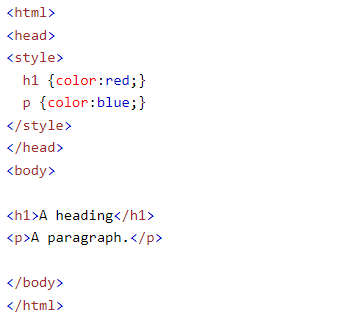 <html>
<head>
<style>
  h1 {color:red;}
  p {color:blue;}
</style>
</head>
<body>

<h1>A heading</h1>
<p>A paragraph.</p>

</body>
</html>